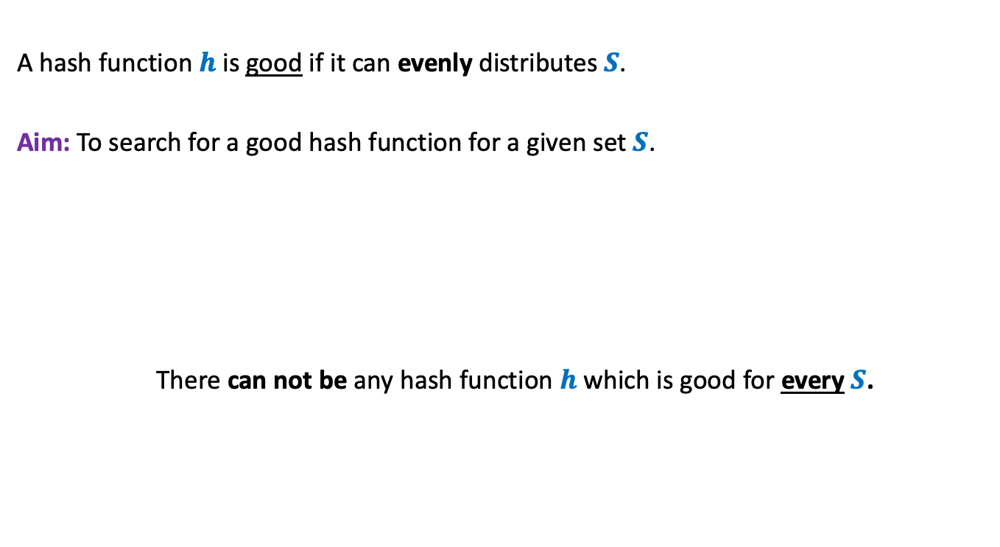 A hash function h is good if it can evenly distributes S.
Aim: To search for a good hash function for a given set S.
There can not be any hash function h which is good for every S.